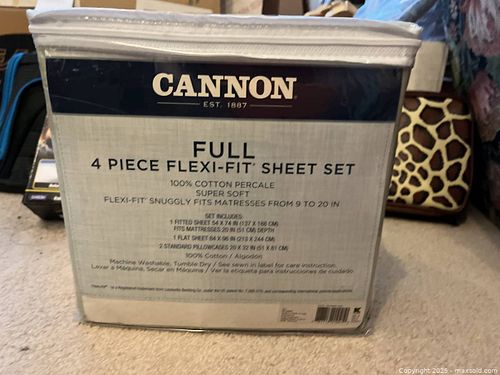 CANNON
EST. 1887
FULL
4 PIECE FLEXI-FIT SHEET SET
100% COTTON PERCALE
SUPER SOFT
FLEXI-FIT SNUGGLY FITS MATTRESSES FROM 9 TO 20 IN
SET INCLUDES:
1 FITTED SHEET 54 X 74 IN (137 X 188 CM)
FITS MATTRESSES 20 IN (51 CM) DEPTH
1 FLAT SHEET 84 X 96 IN (213 X 244 CM)
2 STANDARD PILLOWCASES 20 X 32 IN (51 X 81 CM)
100% Cotton / Algodon
Machine Washable, Tumble Dry / See sewn in label for care instruction.
Lavar a Máquina, Secar en Máquina / Ver la etiqueta para instrucciones de cuidado
Copyright 2025 - maxsold.com